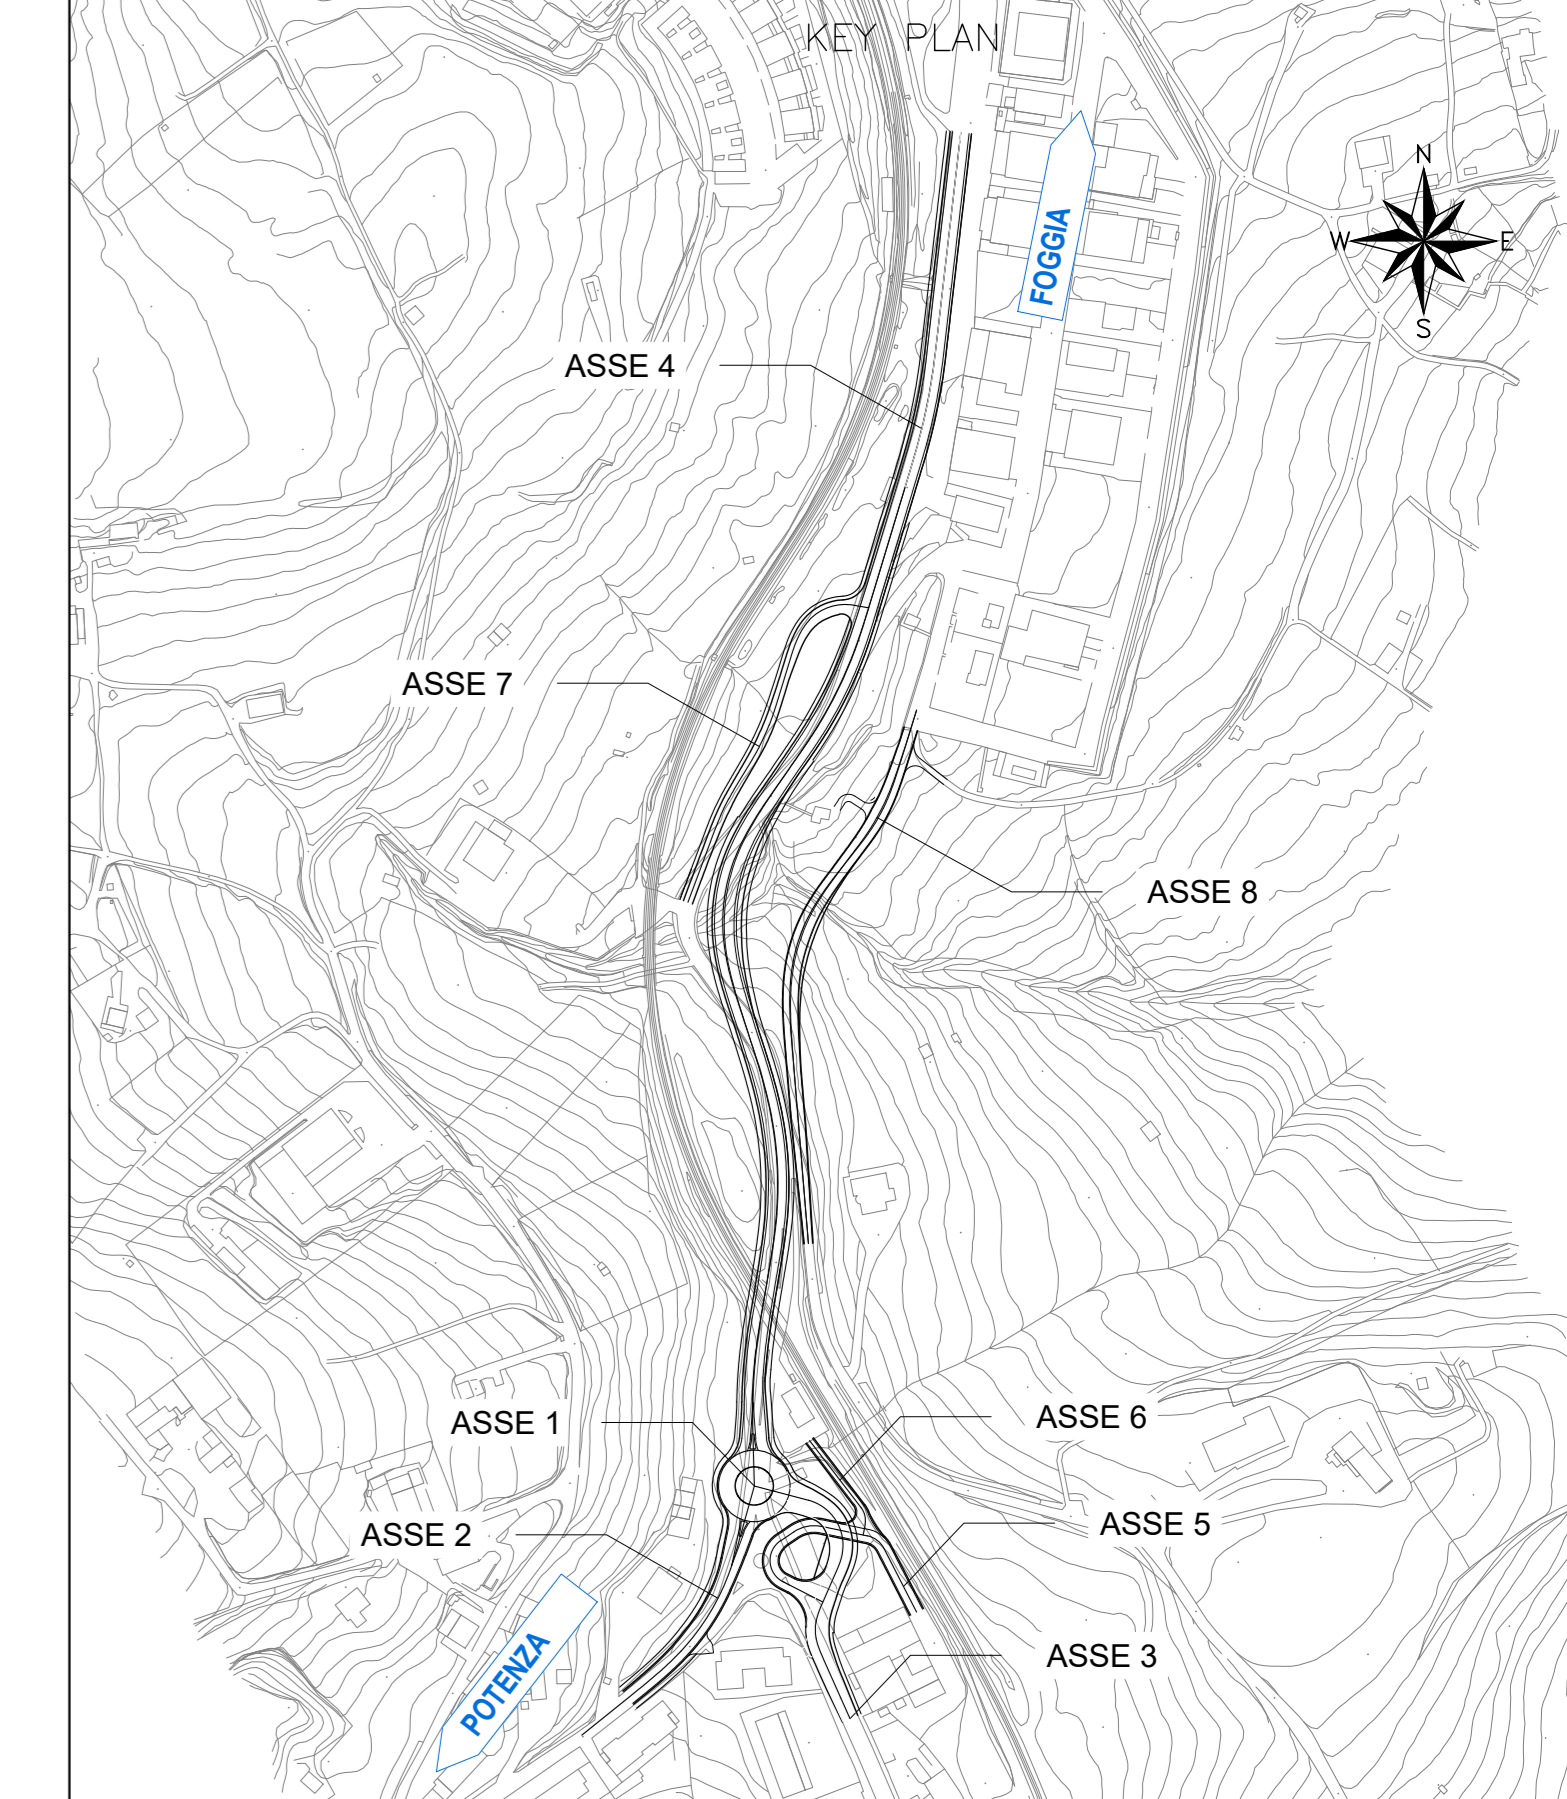 KEY PLAN
N
W
E
S
FOGGIA
ASSE 4
ASSE 7
ASSE 8
ASSE 1
ASSE 6
ASSE 2
ASSE 5
POTENZA
ASSE 3